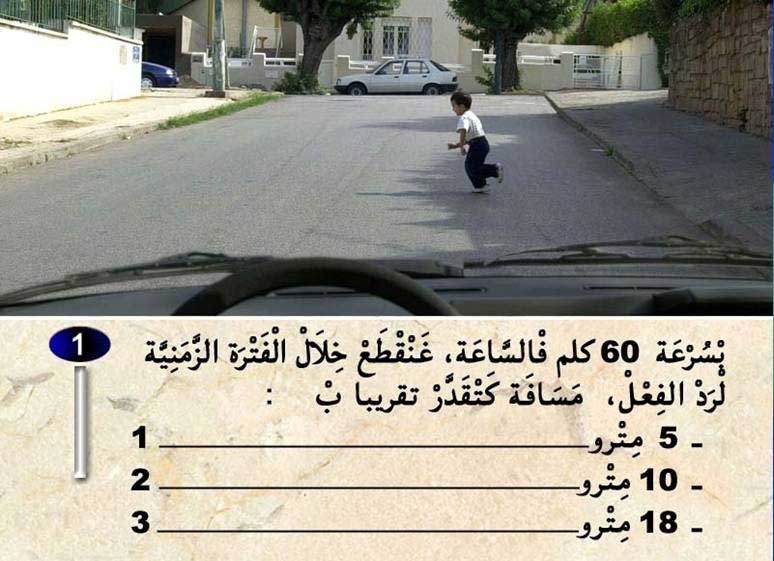 1
بْسُرْعَة 60 كلم فْالسَّاعَة، غَنْقْطَعْ خِلَالْ الْفَتْرَة الزَّمَنِيَّة
لْرَدْ الفِعْلْ، مَسَافَة كَتْقَدَّرْ تقريبا بْ :
- 5 مِتْرو 1
- 10 مِتْرو 2
- 18 مِتْرو 3